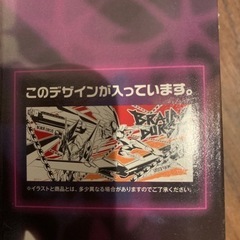 このデザインが入っています。
BRAIN
BURST
※イラストと商品とは、多少異なる場合がありますのでご了承ください。